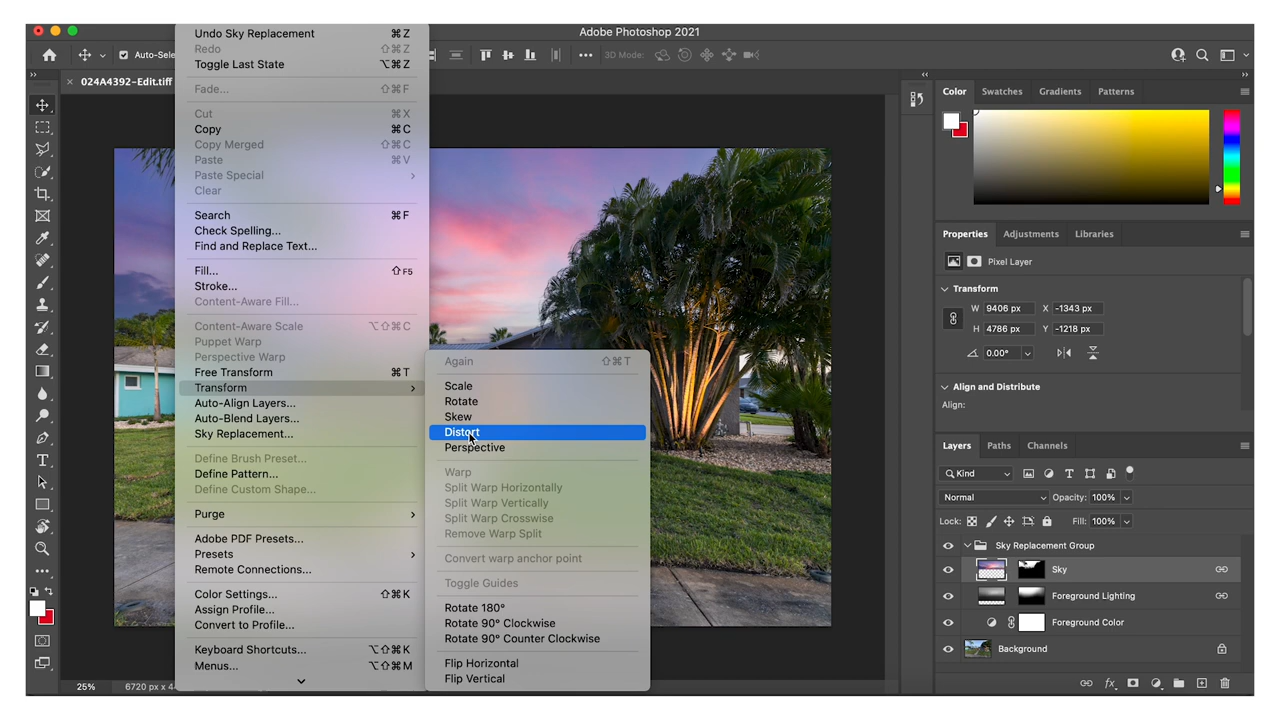 Adobe Photoshop 2021
Auto-Sele
3D Mode:
× 024A4392-Edit.tiff
Undo Sky Replacement ⌘Z
Redo ⇧⌘Z
Toggle Last State ⌥⌘Z
Fade... ⇧⌘F
Cut ⌘X
Copy ⌘C
Copy Merged ⇧⌘C
Paste ⌘V
Paste Special
Clear
Search ⌘F
Check Spelling...
Find and Replace Text...
Fill... ⇧F5
Stroke...
Content-Aware Fill...
Content-Aware Scale ⌥⇧⌘C
Puppet Warp
Perspective Warp
Free Transform ⌘T
Transform
Auto-Align Layers...
Auto-Blend Layers...
Sky Replacement...
Define Brush Preset...
Define Pattern...
Define Custom Shape...
Purge
Adobe PDF Presets...
Presets
Remote Connections...
Color Settings... ⇧⌘K
Assign Profile...
Convert to Profile...
Keyboard Shortcuts... ⌥⇧⌘K
Menus... ⌥⇧⌘M
Again ⇧⌘T
Scale
Rotate
Skew
Distort
Perspective
Warp
Split Warp Horizontally
Split Warp Vertically
Split Warp Crosswise
Remove Warp Split
Convert warp anchor point
Toggle Guides
Rotate 180°
Rotate 90° Clockwise
Rotate 90° Counter Clockwise
Flip Horizontal
Flip Vertical
25% 6720 px x 44
Color Swatches Gradients Patterns
Properties Adjustments Libraries
Pixel Layer
Transform
W 9406 px X -1343 px
H 4786 px Y -1218 px
0.00°
Align and Distribute
Align:
Layers Paths Channels
Kind
Normal Opacity: 100%
Lock: Fill: 100%
Sky Replacement Group
Sky
Foreground Lighting
Foreground Color
Background